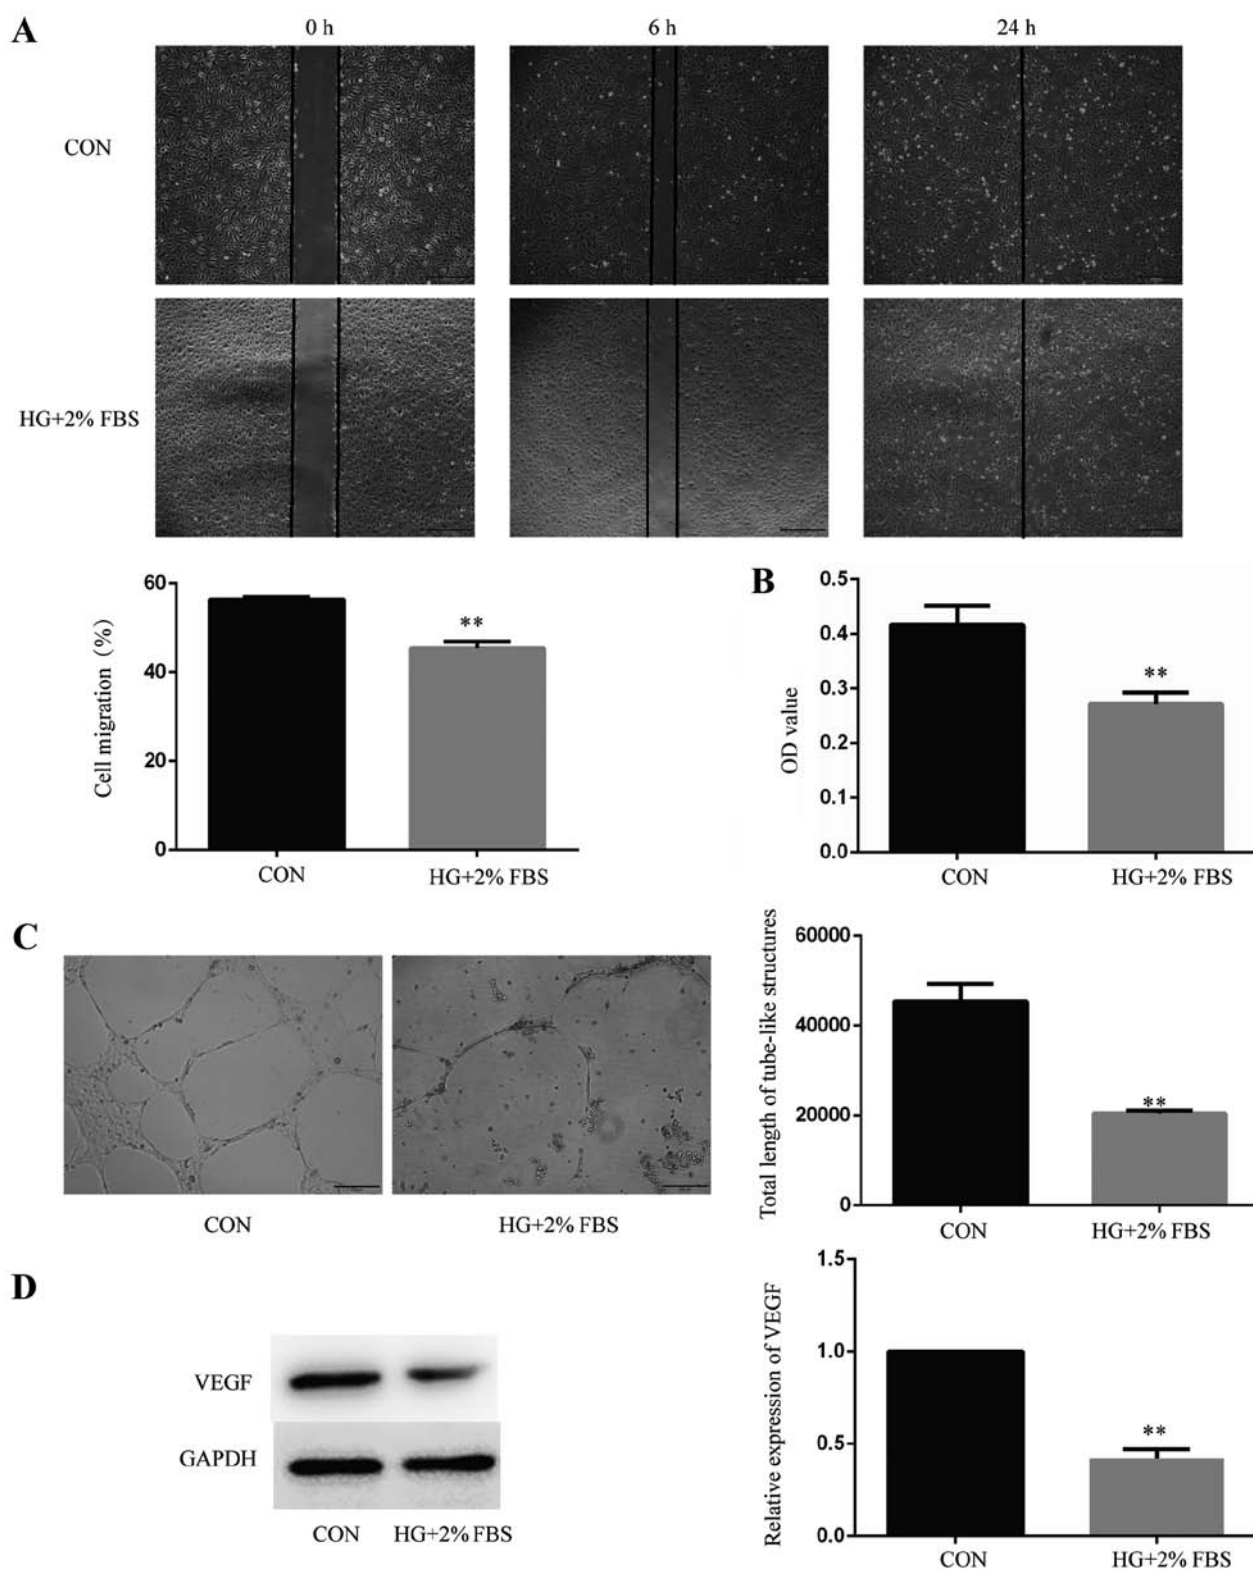 A
0 h
6 h
24 h
CON
HG+2% FBS
Cell migration (%)
60
40
20
0
**
CON
HG+2% FBS
B
OD value
0.5
0.4
0.3
0.2
0.1
0.0
**
CON
HG+2% FBS
C
CON
HG+2% FBS
Total length of tube-like structures
60000
40000
20000
0
**
CON
HG+2% FBS
D
VEGF
GAPDH
CON
HG+2% FBS
Relative expression of VEGF
1.5
1.0
0.5
0.0
**
CON
HG+2% FBS